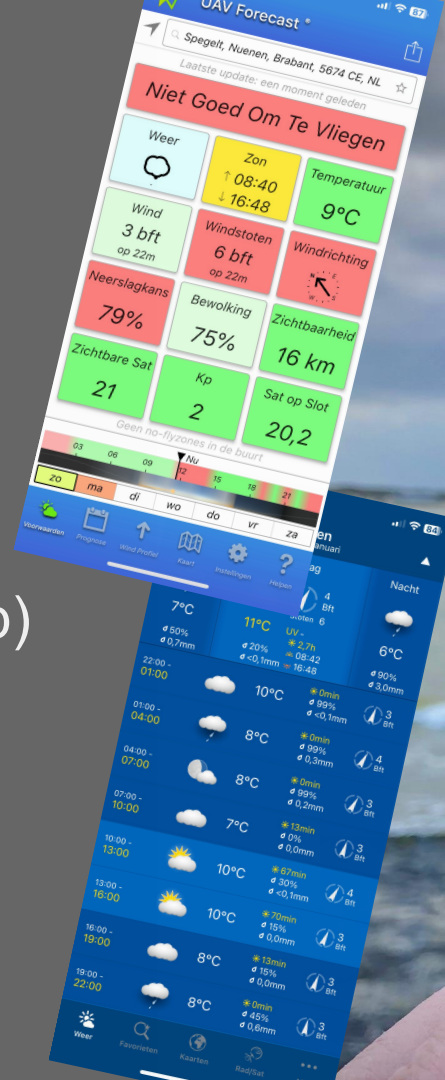 UAV Forecast
87
Spegelt, Nuenen, Brabant, 5674 CE, NL
Laatste update: een moment geleden
Niet Goed Om Te Vliegen
Weer
Zon
↑ 08:40
↓ 16:48
Temperatuur
9°C
Wind
3 bft
op 22m
Windstoten
6 bft
op 22m
Windrichting
Neerslagkans
79%
Bewolking
75%
Zichtbaarheid
16 km
Zichtbare Sat
21
Kp
2
Sat op Slot
20,2
Geen no-flyzones in de buurt
Nu
03 06 09 12 15 18 21
zo ma di wo do vr za
Voorwaarden Prognose Wind Profiel Kaart Instellingen Helpen
o)
84
en
anuari
ag
Nacht
7°C
50%
0,7mm
11°C
20%
<0,1mm
UV -
2,7h
08:42
16:48
4
Bft
toten 6
6°C
90%
3,0mm
22:00 -
01:00
10°C
0min
99%
<0,1mm
3
Bft
01:00 -
04:00
8°C
0min
99%
0,3mm
4
Bft
04:00 -
07:00
8°C
0min
99%
0,2mm
3
Bft
07:00 -
10:00
7°C
13min
0%
0,0mm
3
Bft
10:00 -
13:00
10°C
67min
30%
<0,1mm
4
Bft
13:00 -
16:00
10°C
70min
15%
0,0mm
3
Bft
16:00 -
19:00
8°C
13min
15%
0,0mm
3
Bft
19:00 -
22:00
8°C
0min
45%
0,6mm
3
Bft
Weer Favorieten Kaarten Rad/Sat